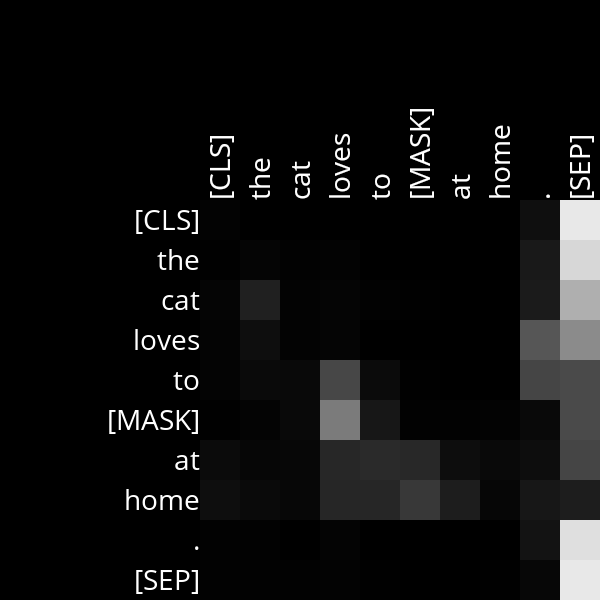 [CLS] the cat loves to [MASK] at home . [SEP]
[CLS]
the
cat
loves
to
[MASK]
at
home
.
[SEP]